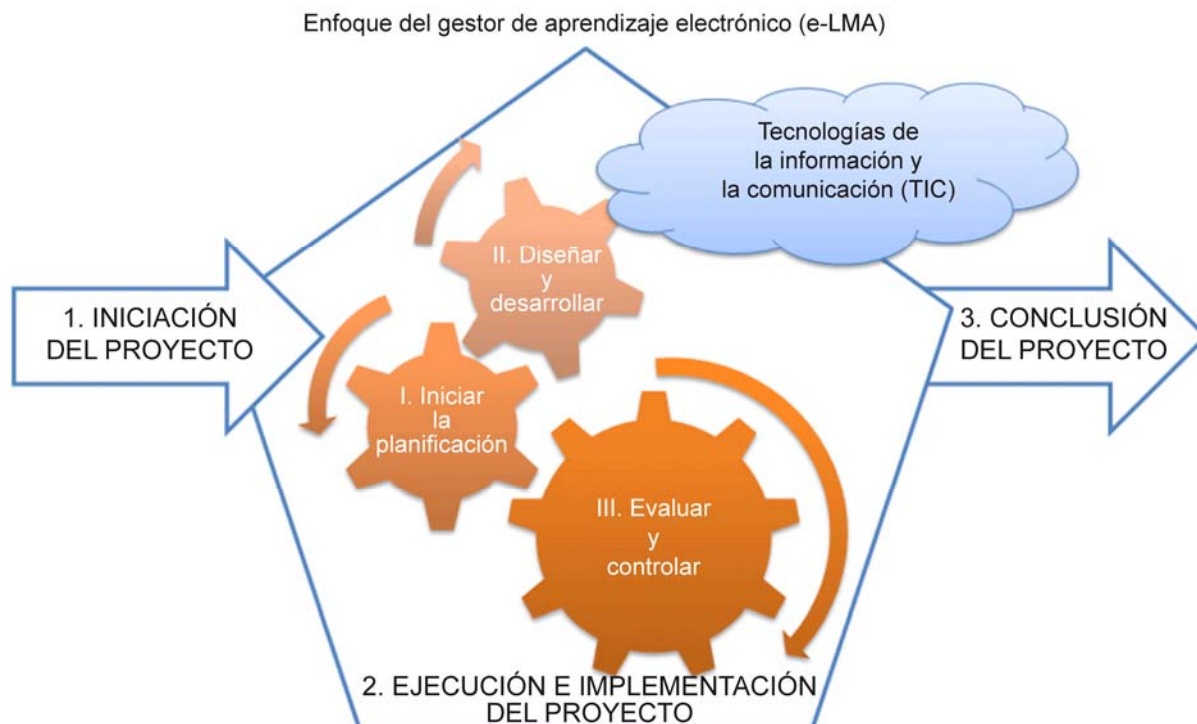 Enfoque del gestor de aprendizaje electrónico (e-LMA)
Tecnologías de
la información y
la comunicación (TIC)
II. Diseñar
y
desarrollar
1. INICIACIÓN
DEL PROYECTO
3. CONCLUSIÓN
DEL PROYECTO
I. Iniciar
la
planificación
III. Evaluar
y
controlar
2. EJECUCIÓN E IMPLEMENTACIÓN
DEL PROYECTO